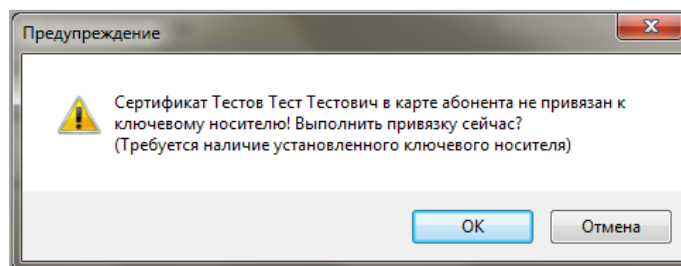 Предупреждение
Сертификат Тестов Тест Тестович в карте абонента не привязан к
ключевому носителю! Выполнить привязку сейчас?
(Требуется наличие установленного ключевого носителя)
ОК
Отмена